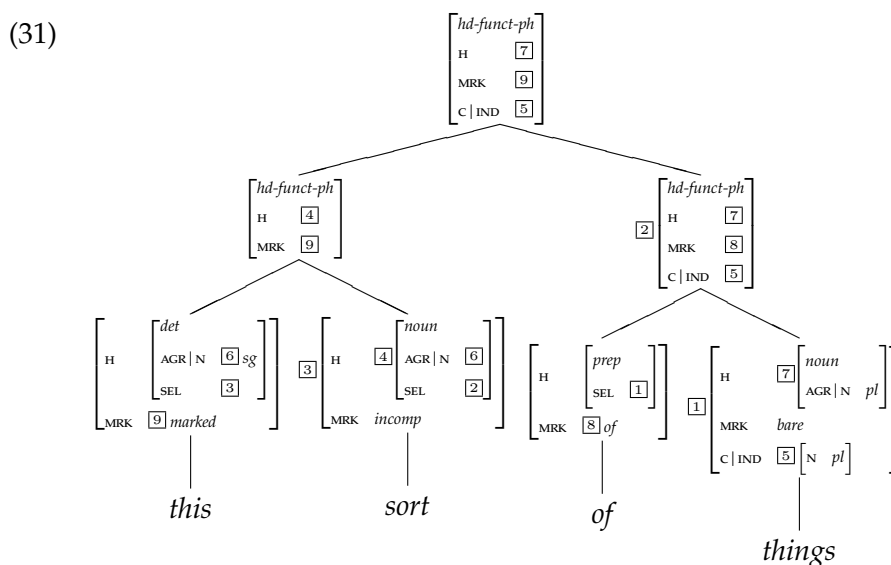 (31)
hd-funct-ph
H 7
MRK 9
C|IND 5
hd-funct-ph
H 4
MRK 9
2
hd-funct-ph
H 7
MRK 8
C|IND 5
H
det
AGR|N 6 sg
SEL 3
MRK 9 marked
3
H 4
noun
AGR|N 6
SEL 2
MRK incomp
H
prep
SEL 1
MRK 8 of
1
H 7
noun
AGR|N pl
MRK bare
C|IND 5 N pl
this
sort
of
things